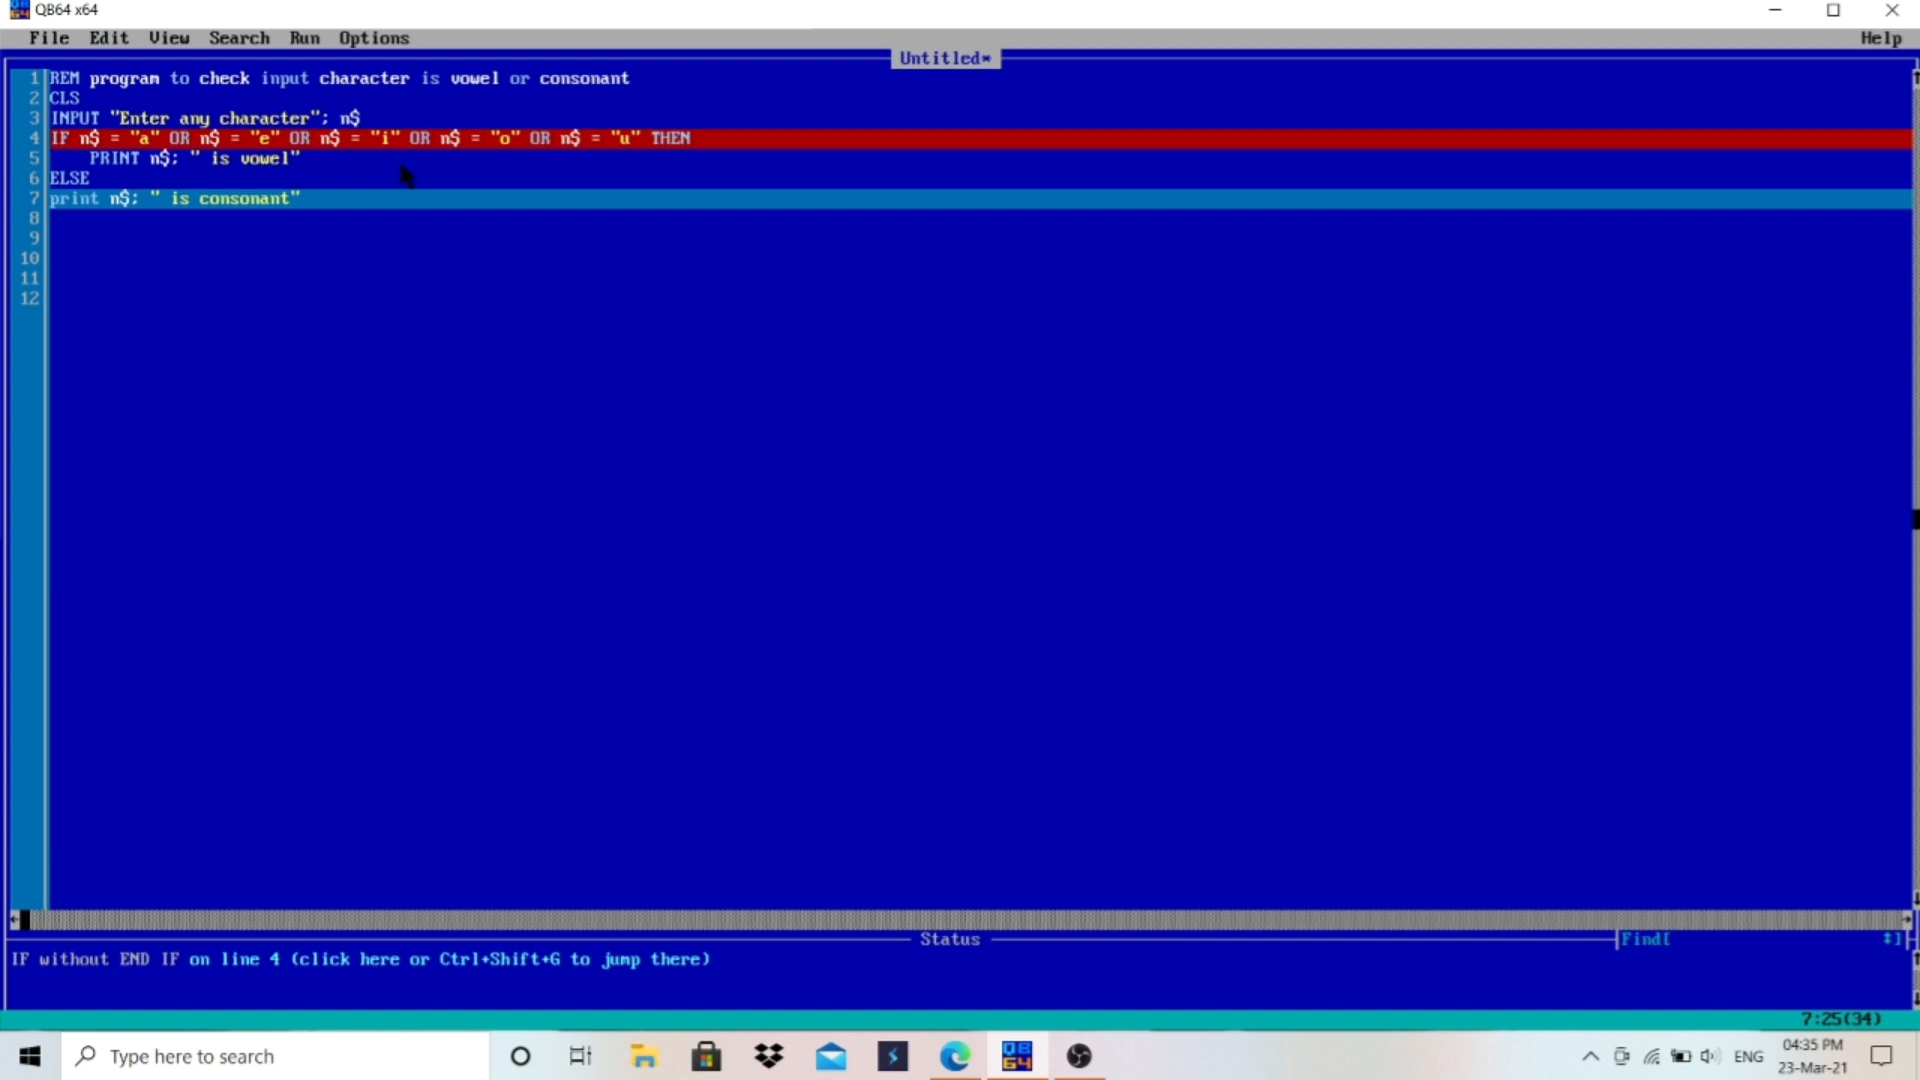 QB64 x64
File Edit View Search Run Options Help
Untitled*
1 REM program to check input character is vowel or consonant
2 CLS
3 INPUT "Enter any character"; n$
4 IF n$ = "a" OR n$ = "e" OR n$ = "i" OR n$ = "o" OR n$ = "u" THEN
5 PRINT n$; " is vowel"
6 ELSE
7 print n$; " is consonant"
8
9
10
11
12
Status
Find[ ]
IF without END IF on line 4 (click here or Ctrl+Shift+G to jump there)
7:25(34)
Type here to search
ENG
04:35 PM
23-Mar-21